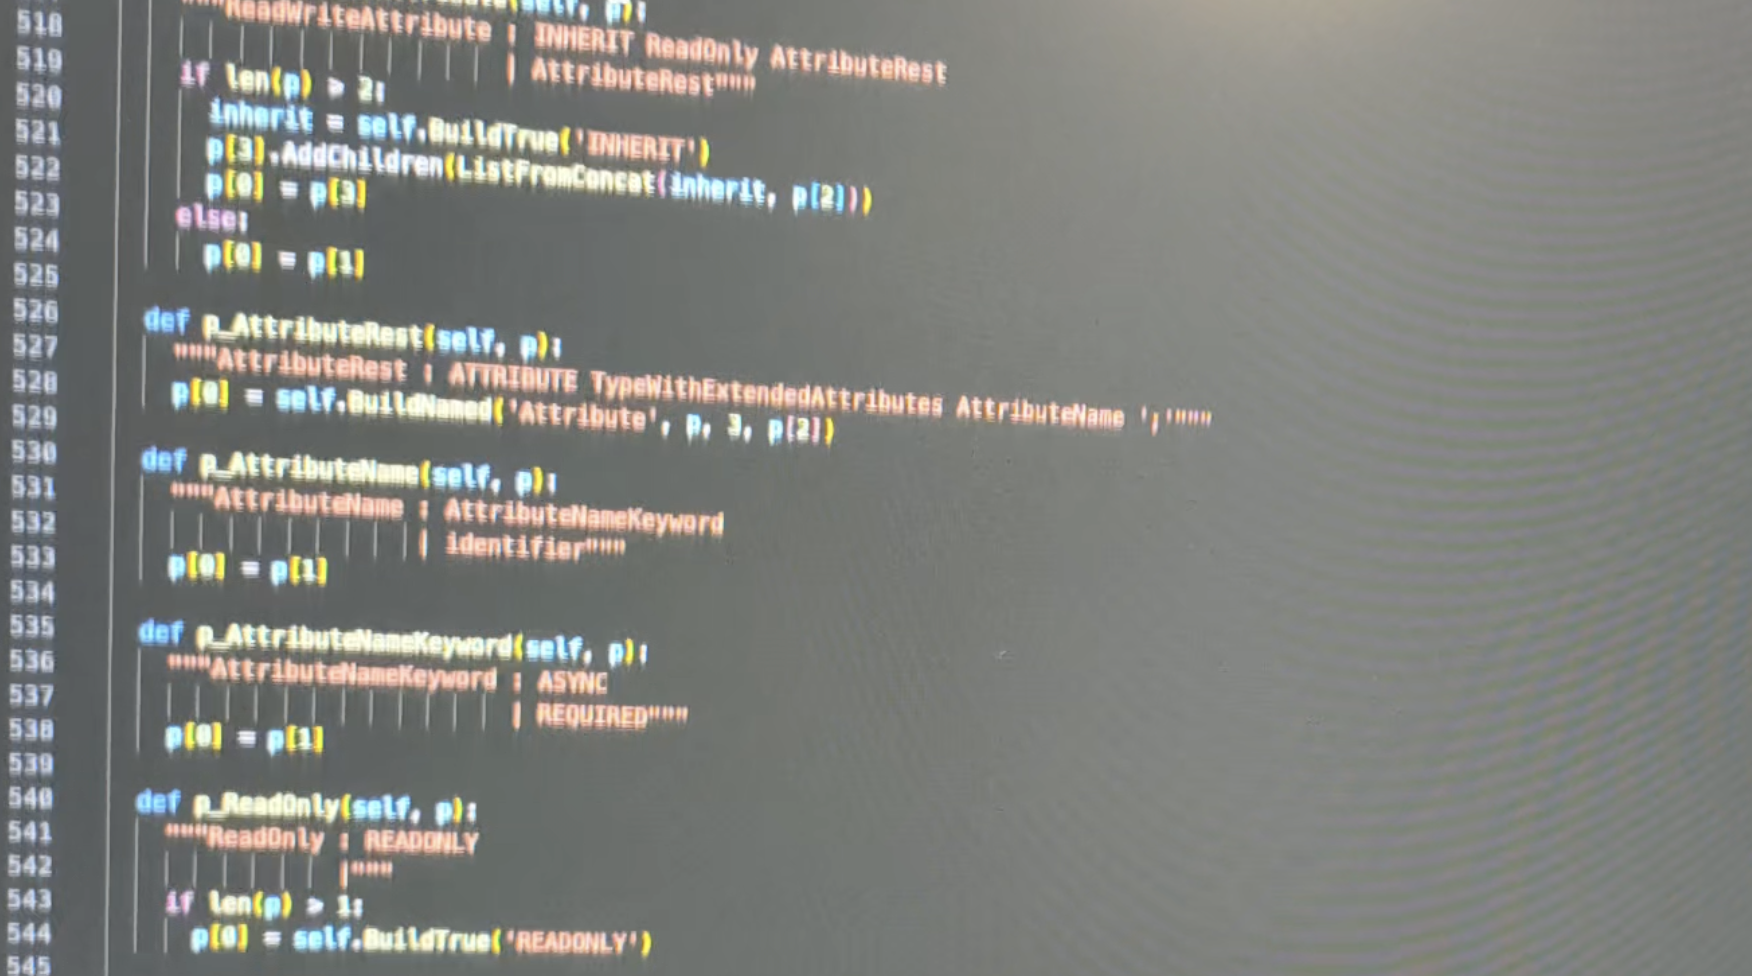 (self, p):
"""ReadWriteAttribute : INHERIT ReadOnly AttributeRest
518 | AttributeRest"""
519 if len(p) > 2:
520 inherit = self.BuildTrue('INHERIT')
521 p[3].AddChildren(ListFromConcat(inherit, p[2]))
522 p[0] = p[3]
523 else:
524 p[0] = p[1]
525
526 def p_AttributeRest(self, p):
527 """AttributeRest : ATTRIBUTE TypeWithExtendedAttributes AttributeName ';'"""
528 p[0] = self.BuildNamed('Attribute', p, 3, p[2])
529
530 def p_AttributeName(self, p):
531 """AttributeName : AttributeNameKeyword
532 | identifier"""
533 p[0] = p[1]
534
535 def p_AttributeNameKeyword(self, p):
536 """AttributeNameKeyword : ASYNC
537 | REQUIRED"""
538 p[0] = p[1]
539
540 def p_ReadOnly(self, p):
541 """ReadOnly : READONLY
542 |"""
543 if len(p) > 1:
544 p[0] = self.BuildTrue('READONLY')
545